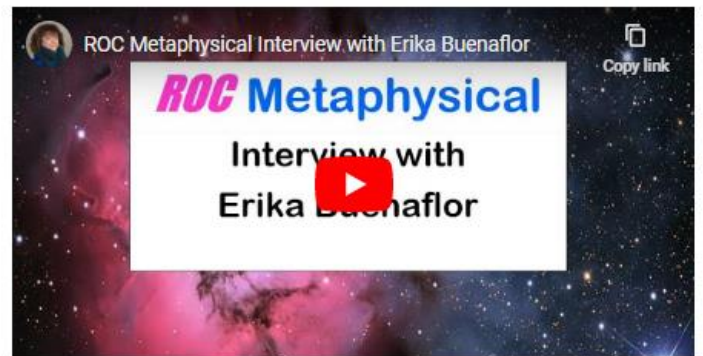 ROC Metaphysical Interview with Erika Buenaflor
Copy link
ROC Metaphysical
Interview with
Erika Buenaflor